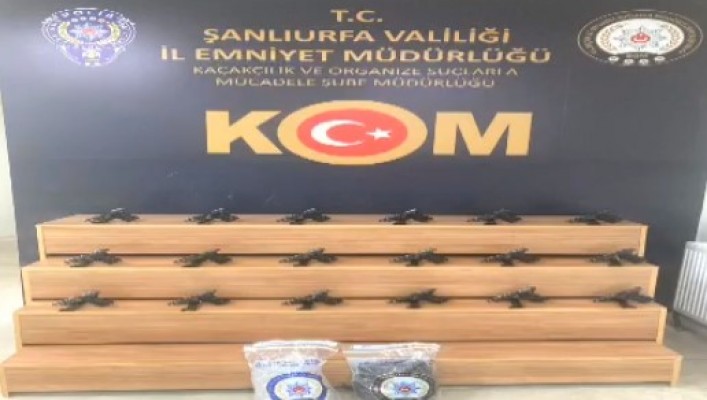 T.C.
ŞANLIURFA VALİLİĞİ
İL EMNİYET MÜDÜRLÜĞÜ
KAÇAKÇILIK VE ORGANİZE SUÇLARLA
MÜCADELE ŞUBE MÜDÜRLÜĞÜ
KOM